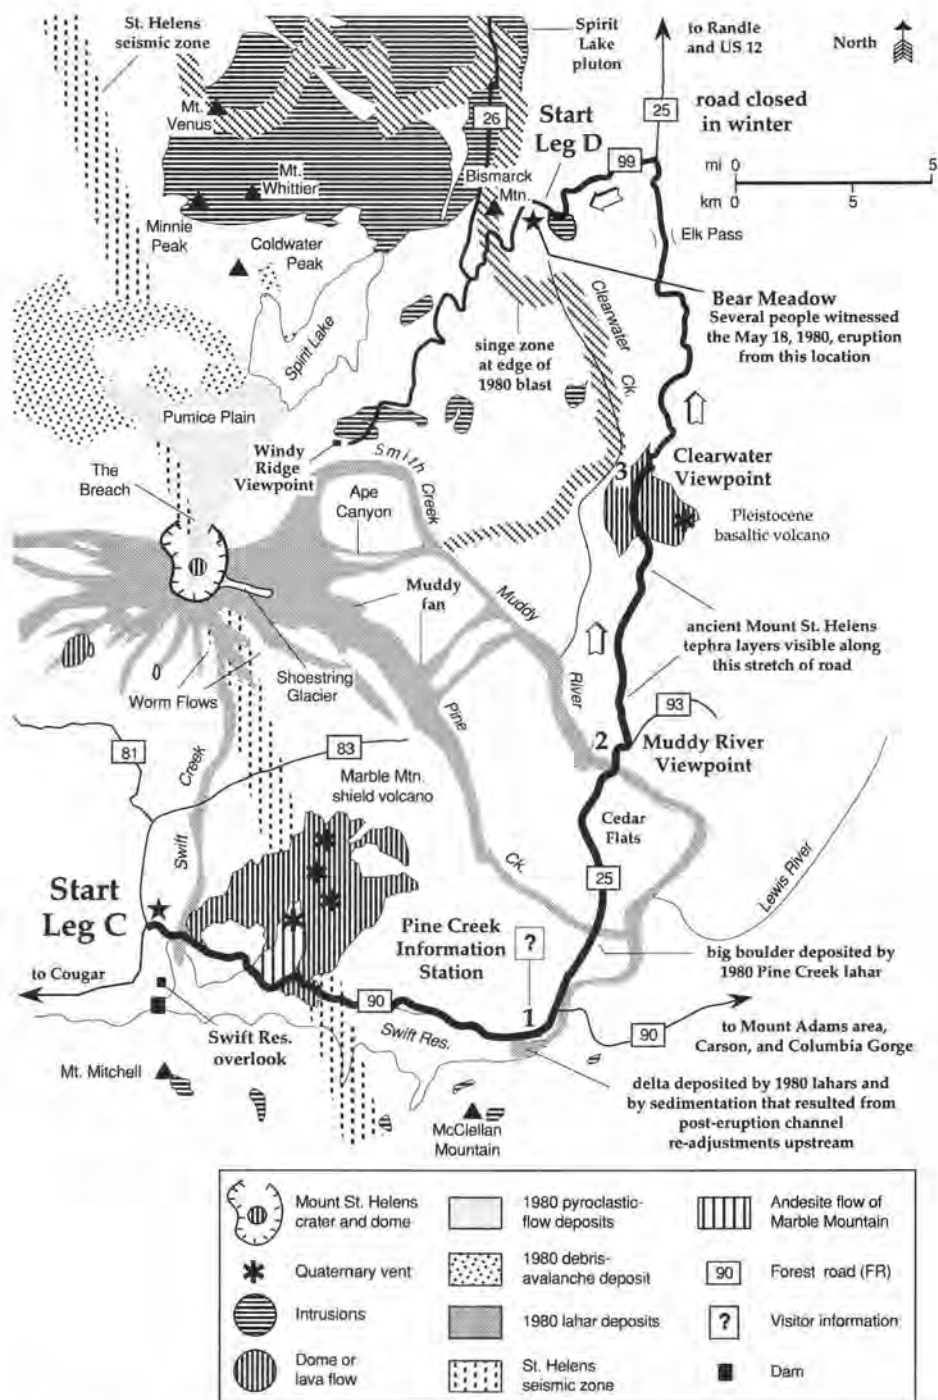 St. Helens
seismic zone
Spirit
Lake
pluton
to Randle
and US 12
North
25
road closed
in winter
Mt.
Venus
26
Start
Leg D
99
mi 0 5
km 0 5
Bismarck
Mtn.
Mt.
Whittier
Minnie
Peak
Coldwater
Peak
Elk Pass
Spirit Lake
Clearwater
Ck.
Bear Meadow
Several people witnessed
the May 18, 1980, eruption
from this location
singe zone
at edge of
1980 blast
Pumice Plain
Windy
Ridge
Viewpoint
Smith
Creek
The
Breach
Ape
Canyon
3
Clearwater
Viewpoint
Pleistocene
basaltic volcano
Muddy
fan
Muddy
River
ancient Mount St. Helens
tephra layers visible along
this stretch of road
Shoestring
Glacier
Worm Flows
Pine
Ck.
93
2
Muddy River
Viewpoint
81
83
Creek
Swift
Marble Mtn.
shield volcano
Cedar
Flats
25
Lewis River
Start
Leg C
Pine Creek
Information
Station
?
big boulder deposited by
1980 Pine Creek lahar
to Cougar
90
1
90
Swift Res.
Swift Res.
overlook
to Mount Adams area,
Carson, and Columbia Gorge
Mt. Mitchell
McClellan
Mountain
delta deposited by 1980 lahars and
by sedimentation that resulted from
post-eruption channel
re-adjustments upstream
Mount St. Helens
crater and dome
Quaternary vent
Intrusions
Dome or
lava flow
1980 pyroclastic-
flow deposits
1980 debris-
avalanche deposit
1980 lahar deposits
St. Helens
seismic zone
Andesite flow of
Marble Mountain
90
Forest road (FR)
?
Visitor information
Dam